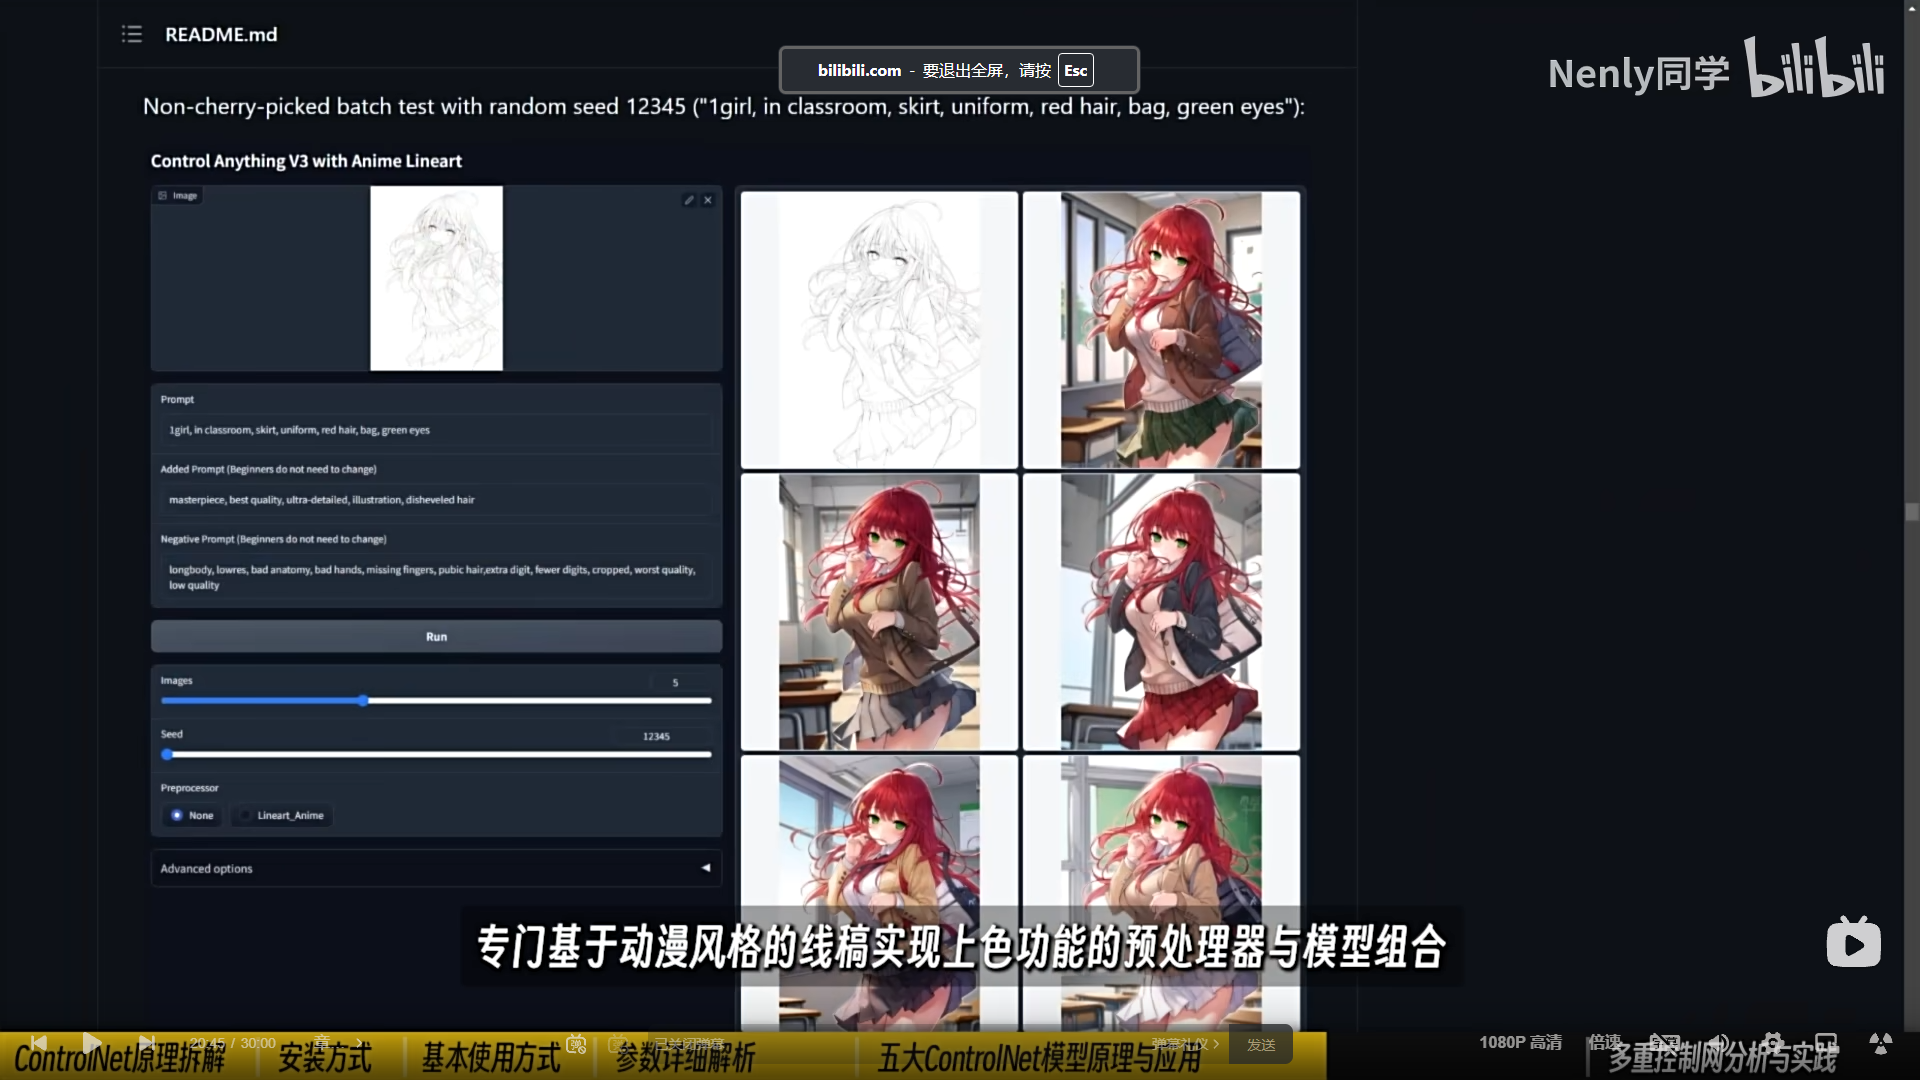 README.md
bilibili.com - 要退出全屏，请按 Esc
Nenly同学 bilibili
Non-cherry-picked batch test with random seed 12345 ("1girl, in classroom, skirt, uniform, red hair, bag, green eyes"):
Control Anything V3 with Anime Lineart
Image
Prompt
1girl, in classroom, skirt, uniform, red hair, bag, green eyes
Added Prompt (Beginners do not need to change)
masterpiece, best quality, ultra-detailed, illustration, disheveled hair
Negative Prompt (Beginners do not need to change)
longbody, lowres, bad anatomy, bad hands, missing fingers, pubic hair,extra digit, fewer digits, cropped, worst quality,
low quality
Run
Images 5
Seed 12345
Preprocessor
None Lineart_Anime
Advanced options
专门基于动漫风格的线稿实现上色功能的预处理器与模型组合
20:45 / 30:00 已关闭弹幕 弹幕礼仪 发送 1080P 高清 倍速
ControlNet原理拆解 安装方式 基本使用方式 参数详细解析 五大ControlNet模型原理与应用 多重控制网分析与实践